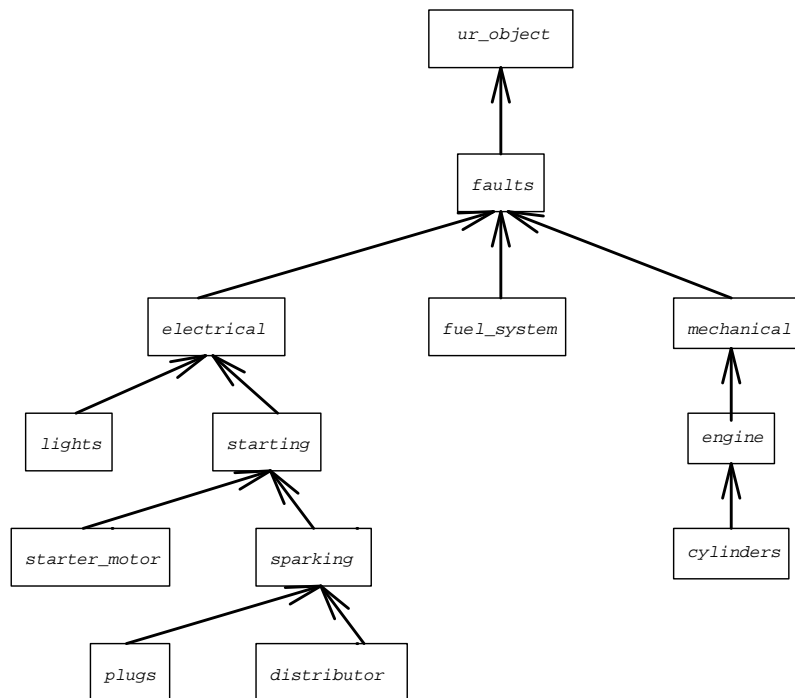 ur_object
faults
electrical
fuel_system
mechanical
lights
starting
engine
starter_motor
sparking
cylinders
plugs
distributor